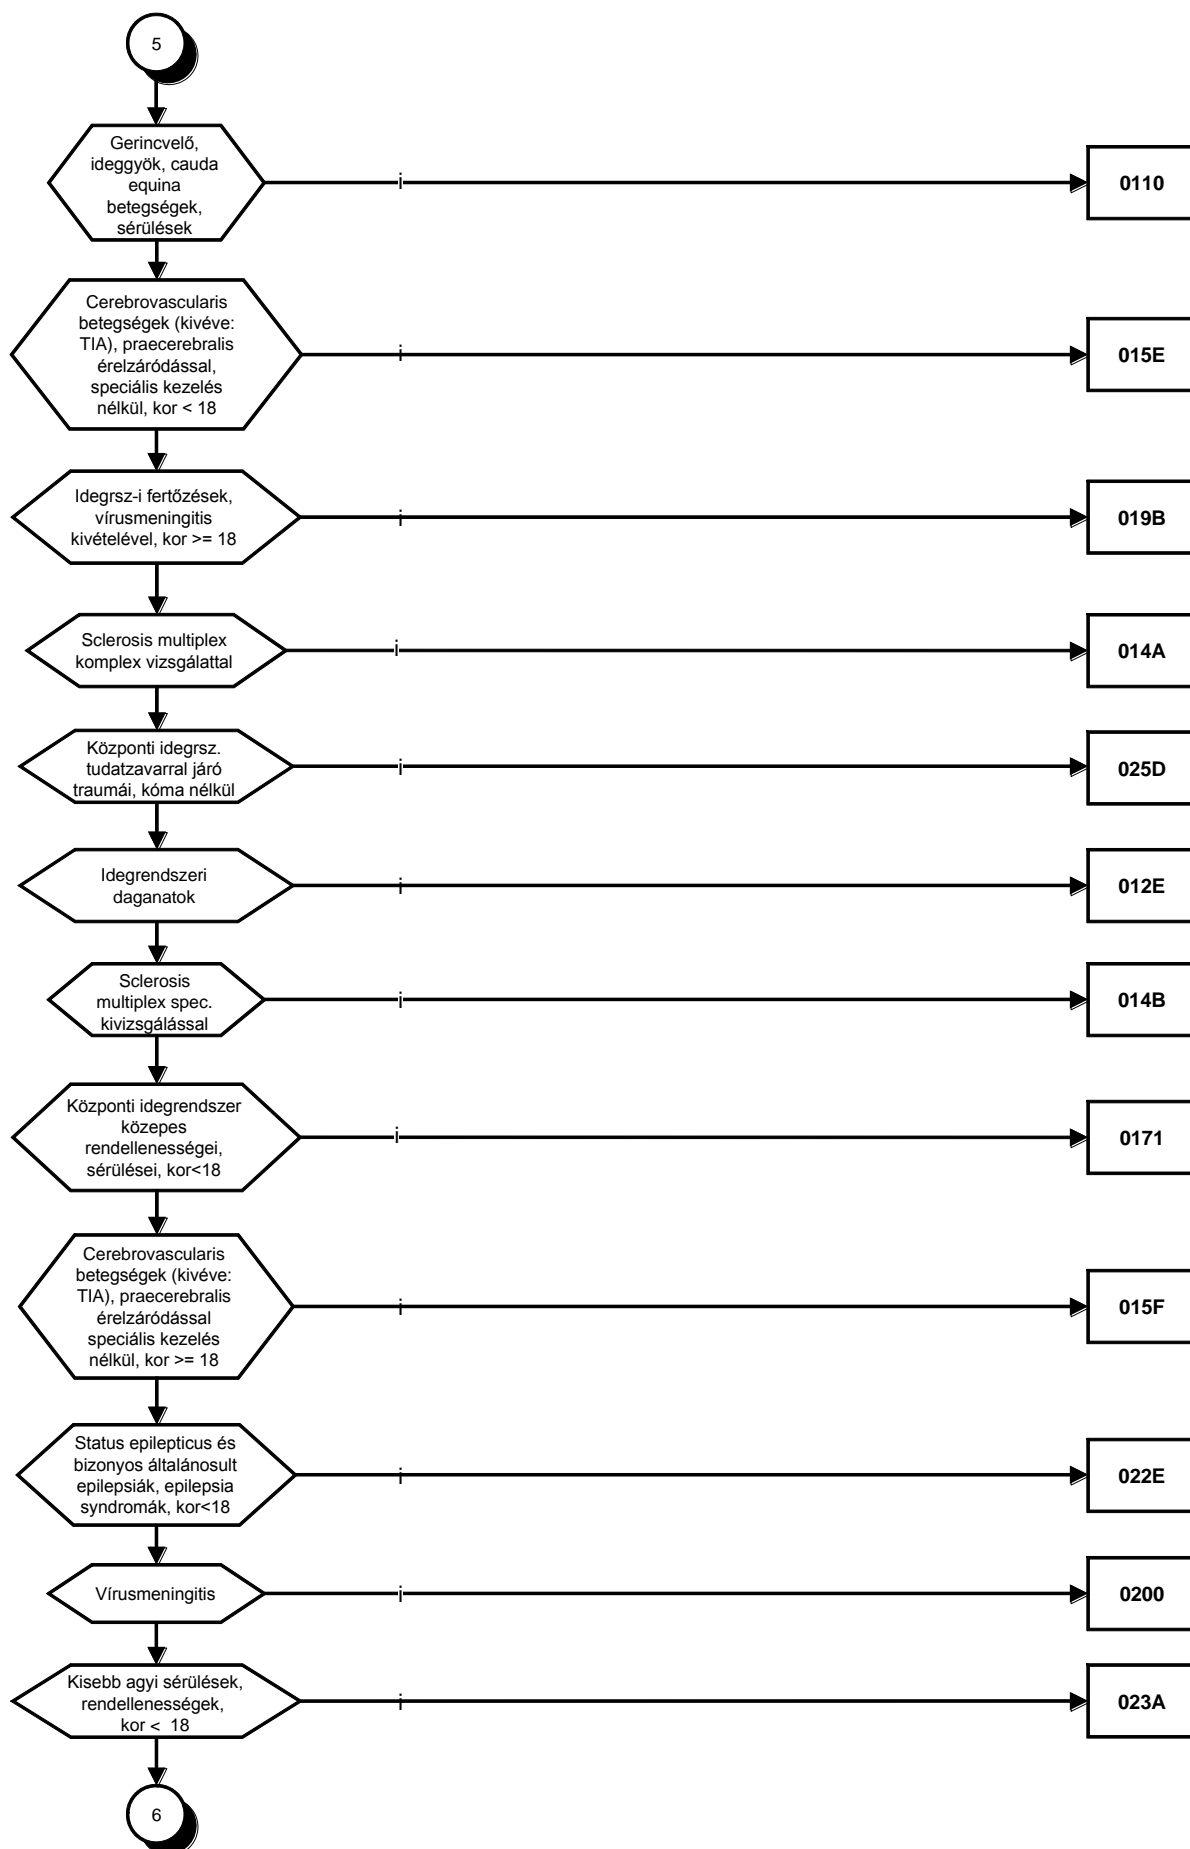 5
Gerincvelő,
ideggyök, cauda
equina
betegségek,
sérülések
i
0110
Cerebrovascularis
betegségek (kivéve:
TIA), praecerebralis
érelzáródással,
speciális kezelés
nélkül, kor < 18
i
015E
Idegrsz-i fertőzések,
vírusmeningitis
kivételével, kor >= 18
i
019B
Sclerosis multiplex
komplex vizsgálattal
i
014A
Központi idegrsz.
tudatzavarral járó
traumái, kóma nélkül
i
025D
Idegrendszeri
daganatok
i
012E
Sclerosis
multiplex spec.
kivizsgálással
i
014B
Központi idegrendszer
közepes
rendellenességei,
sérülései, kor<18
i
0171
Cerebrovascularis
betegségek (kivéve:
TIA), praecerebralis
érelzáródással
speciális kezelés
nélkül, kor >= 18
i
015F
Status epilepticus és
bizonyos általánosult
epilepsiák, epilepsia
syndromák, kor<18
i
022E
Vírusmeningitis
i
0200
Kisebb agyi sérülések,
rendellenességek,
kor < 18
i
023A
6